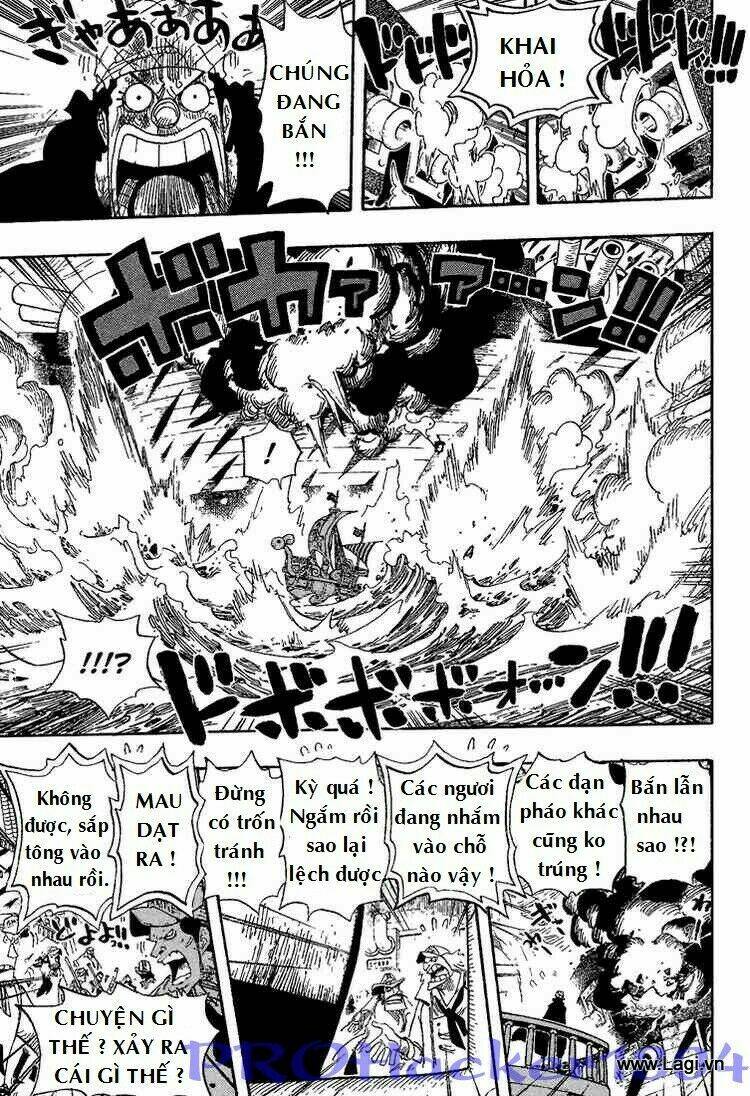 KHAI
HỎA !
ドドドドド!!!
CHÚNG
ĐANG
BẮN
!!!
ぎゃああああ
ボカァァ…ン!!
!
!!!?
ドボボボボォーン!!!
Bắn lẫn
nhau
sao !?!
Các đạn
pháo khác
cũng ko
trúng !
Các ngươi
đang nhắm
vào chỗ
nào vậy !
Kỳ quá !
Ngắm rồi
sao lại
lệch được
Đừng
có trốn
tránh
!!!
MAU
DẠT
RA !
Không
được, sắp
tông vào
nhau rồi.
CHUYỆN GÌ
THẾ ? XẢY RA
CÁI GÌ THẾ ?
PROHacker1904
www.Lagi.vn